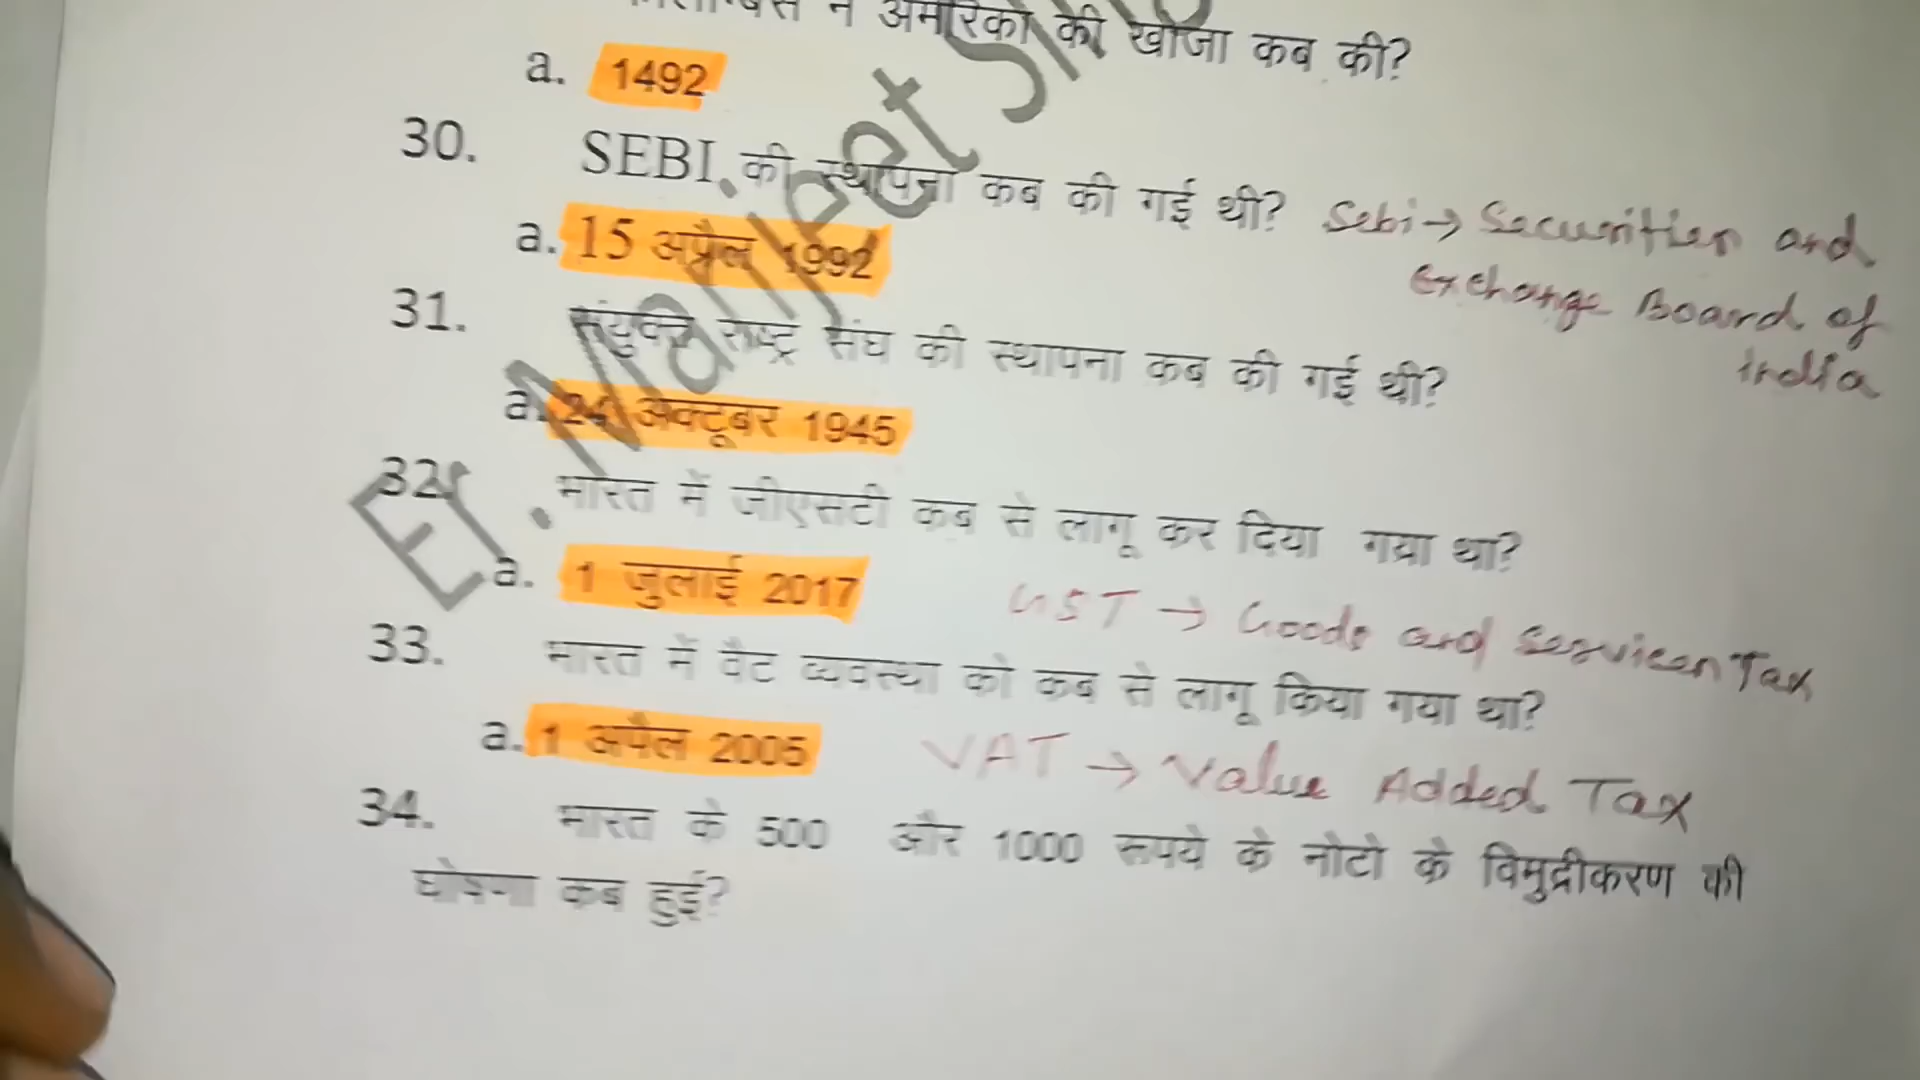 ने अमेरिका की खोजा कब की?
a. 1492
30. SEBI की स्थापना कब की गई थी? Sebi → Securities and
a. 15 अप्रैल 1992
Exchange Board of
india
31. संयुक्त राष्ट्र संघ की स्थापना कब की गई थी?
a. 24 अक्टूबर 1945
32. भारत में जीएसटी कब से लागू कर दिया गया था?
a. 1 जुलाई 2017
GST → Goods and Services Tax
33. भारत में वैट व्यवस्था को कब से लागू किया गया था?
a. 1 अप्रैल 2005
VAT → Value Added Tax
34. भारत के 500 और 1000 रूपये के नोटो के विमुद्रीकरण की
घोषणा कब हुई?
Er. Manjeet